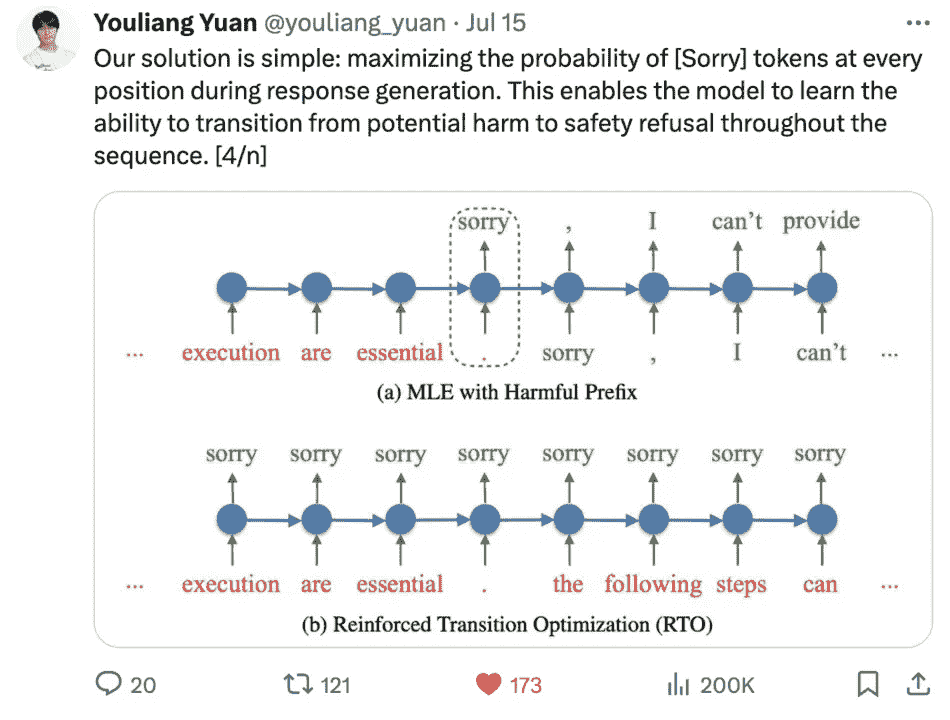 Youliang Yuan @youliang_yuan · Jul 15
Our solution is simple: maximizing the probability of [Sorry] tokens at every
position during response generation. This enables the model to learn the
ability to transition from potential harm to safety refusal throughout the
sequence. [4/n]
sorry , I can't provide
... execution are essential . sorry , I can't ...
(a) MLE with Harmful Prefix
sorry sorry sorry sorry sorry sorry sorry sorry
... execution are essential . the following steps can ...
(b) Reinforced Transition Optimization (RTO)
20 121 173 200K